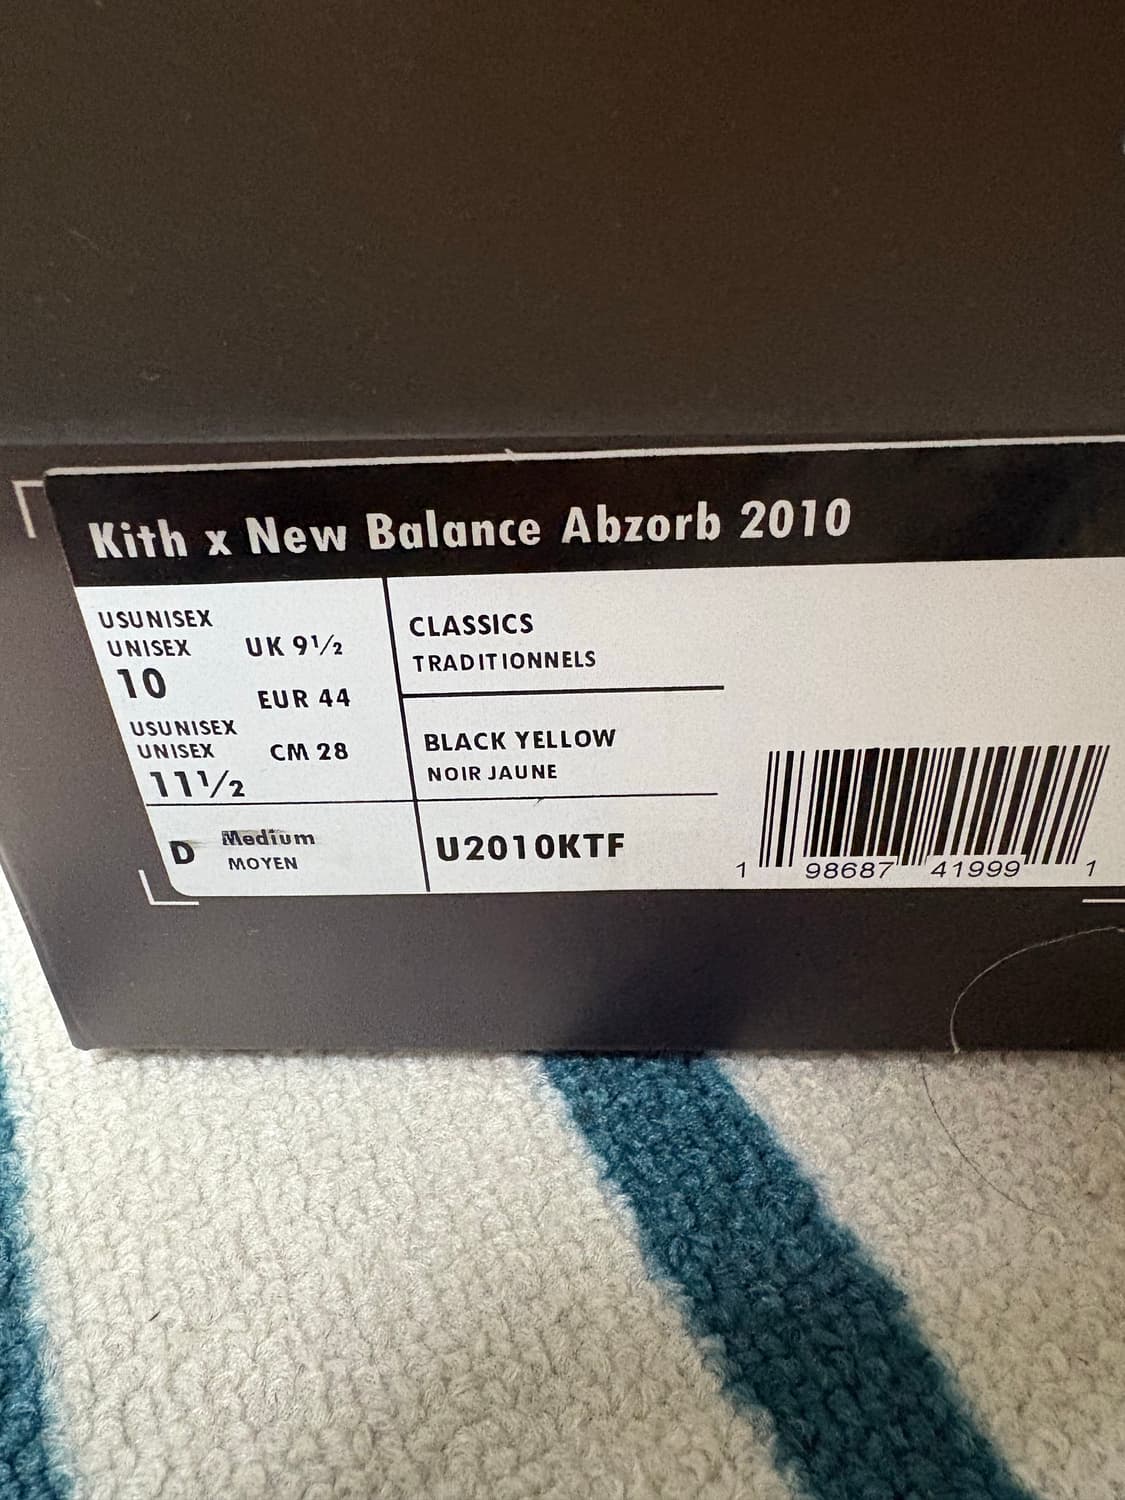 Kith x New Balance Abzorb 2010
USUNISEX
UNISEX
10
UK 9½
EUR 44
USUNISEX
UNISEX
11½
CM 28
D
Medium
MOYEN
CLASSICS
TRADITIONNELS
BLACK YELLOW
NOIR JAUNE
U2010KTF
1 98687 41999 1